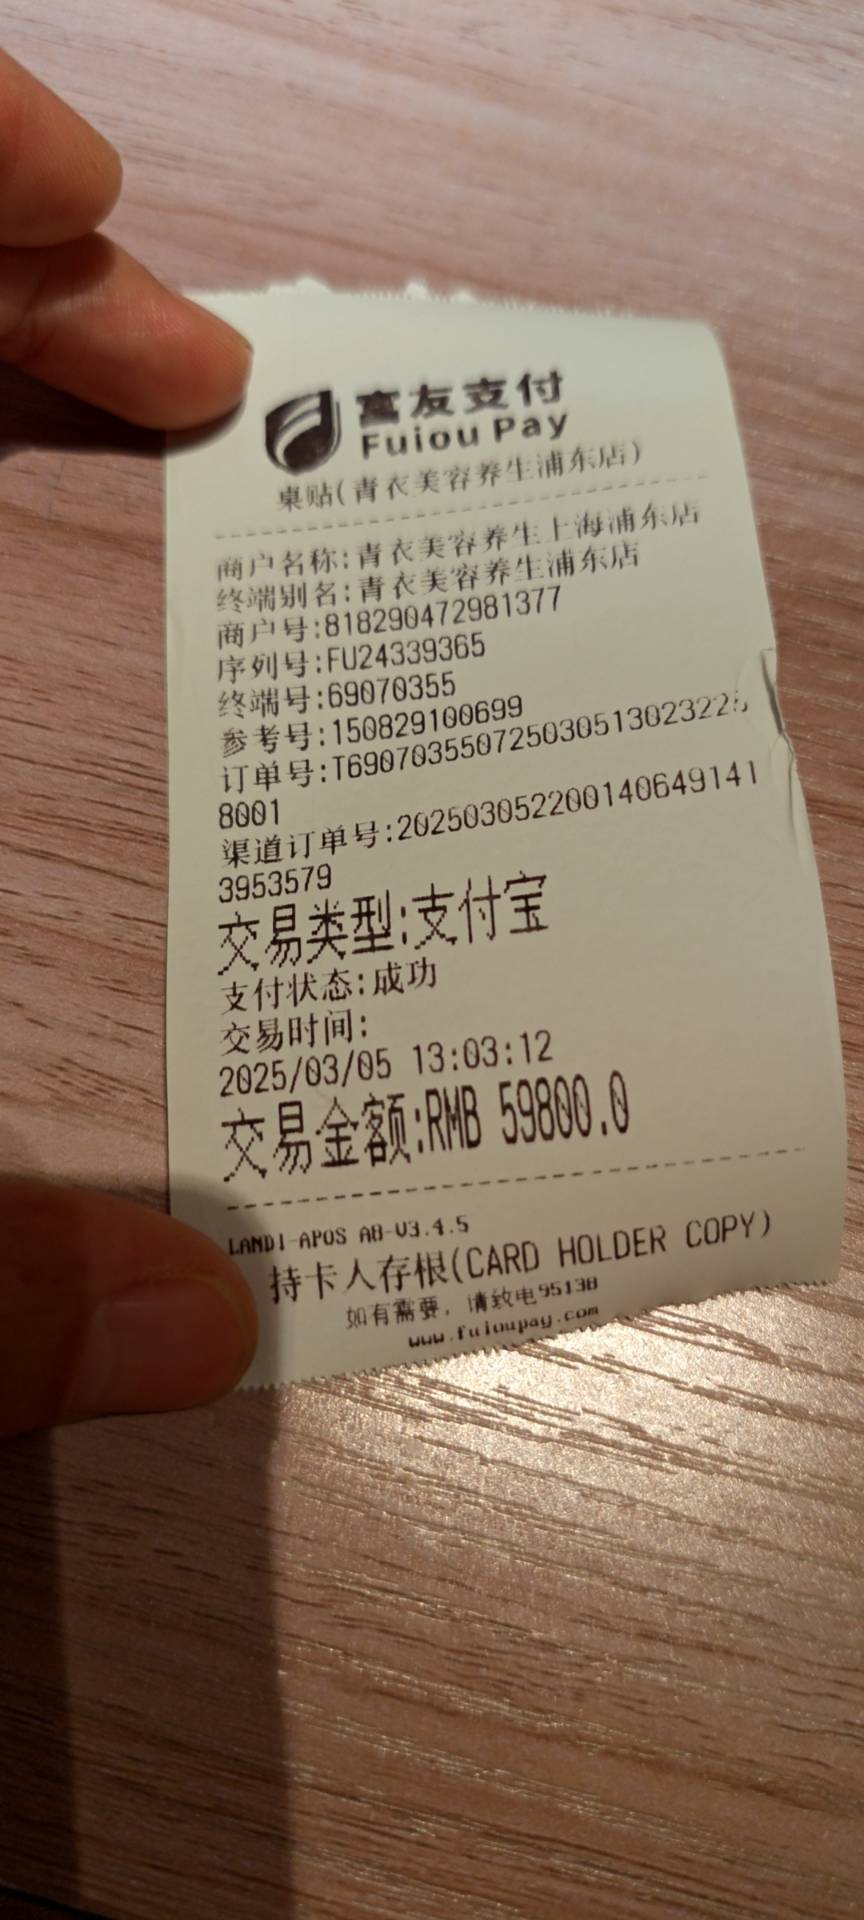 富友支付
Fuiou Pay
桌贴(青衣美容养生浦东店)
商户名称:青衣美容养生上海浦东店
终端别名:青衣美容养生浦东店
商户号:818290472981377
序列号:FU24339365
终端号:69070355
参考号:150829100699
订单号:T6907035507250305130232225
8001
渠道订单号:202503052200140649141
3953579
交易类型:支付宝
支付状态:成功
交易时间:
2025/03/05 13:03:12
交易金额:RMB 59800.0
LANDI-APOS A8-V3.4.5
持卡人存根(CARD HOLDER COPY)
如有需要，请致电95138
www.fuioupay.com